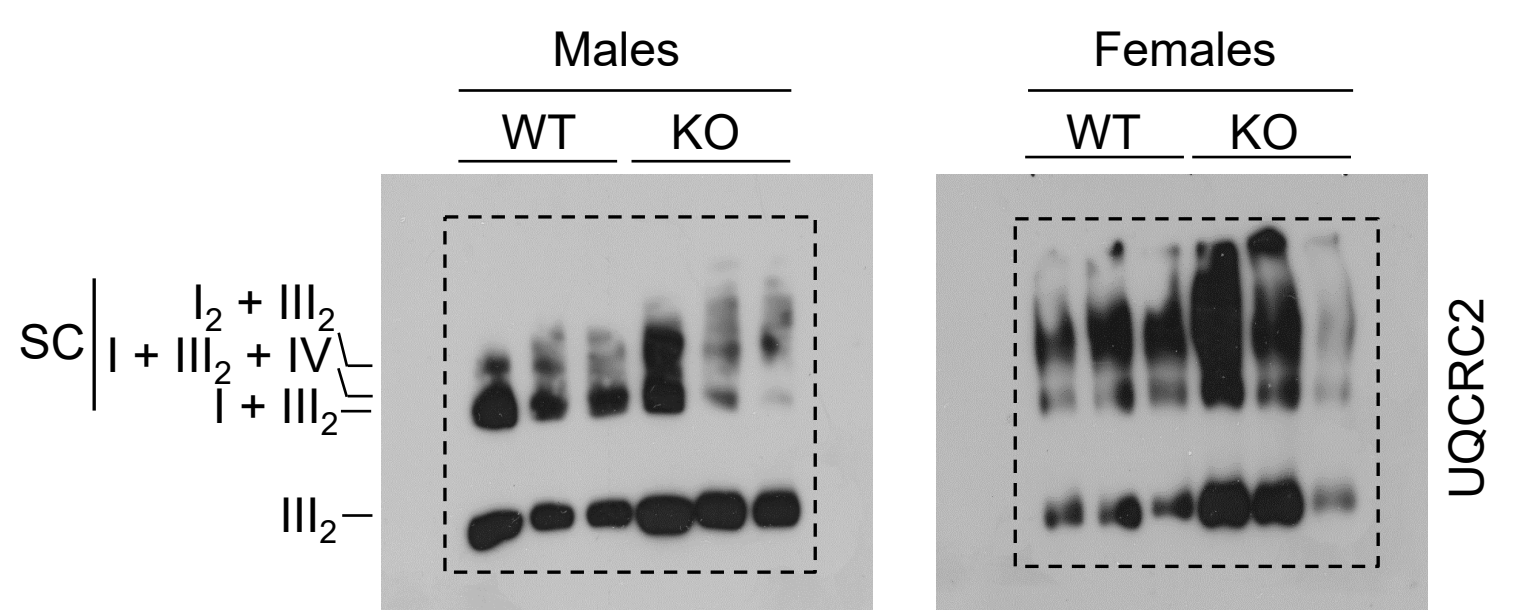 Males
Females
WT
KO
WT
KO
SC
I₂ + III₂
I + III₂ + IV
I + III₂
III₂
UQCRC2